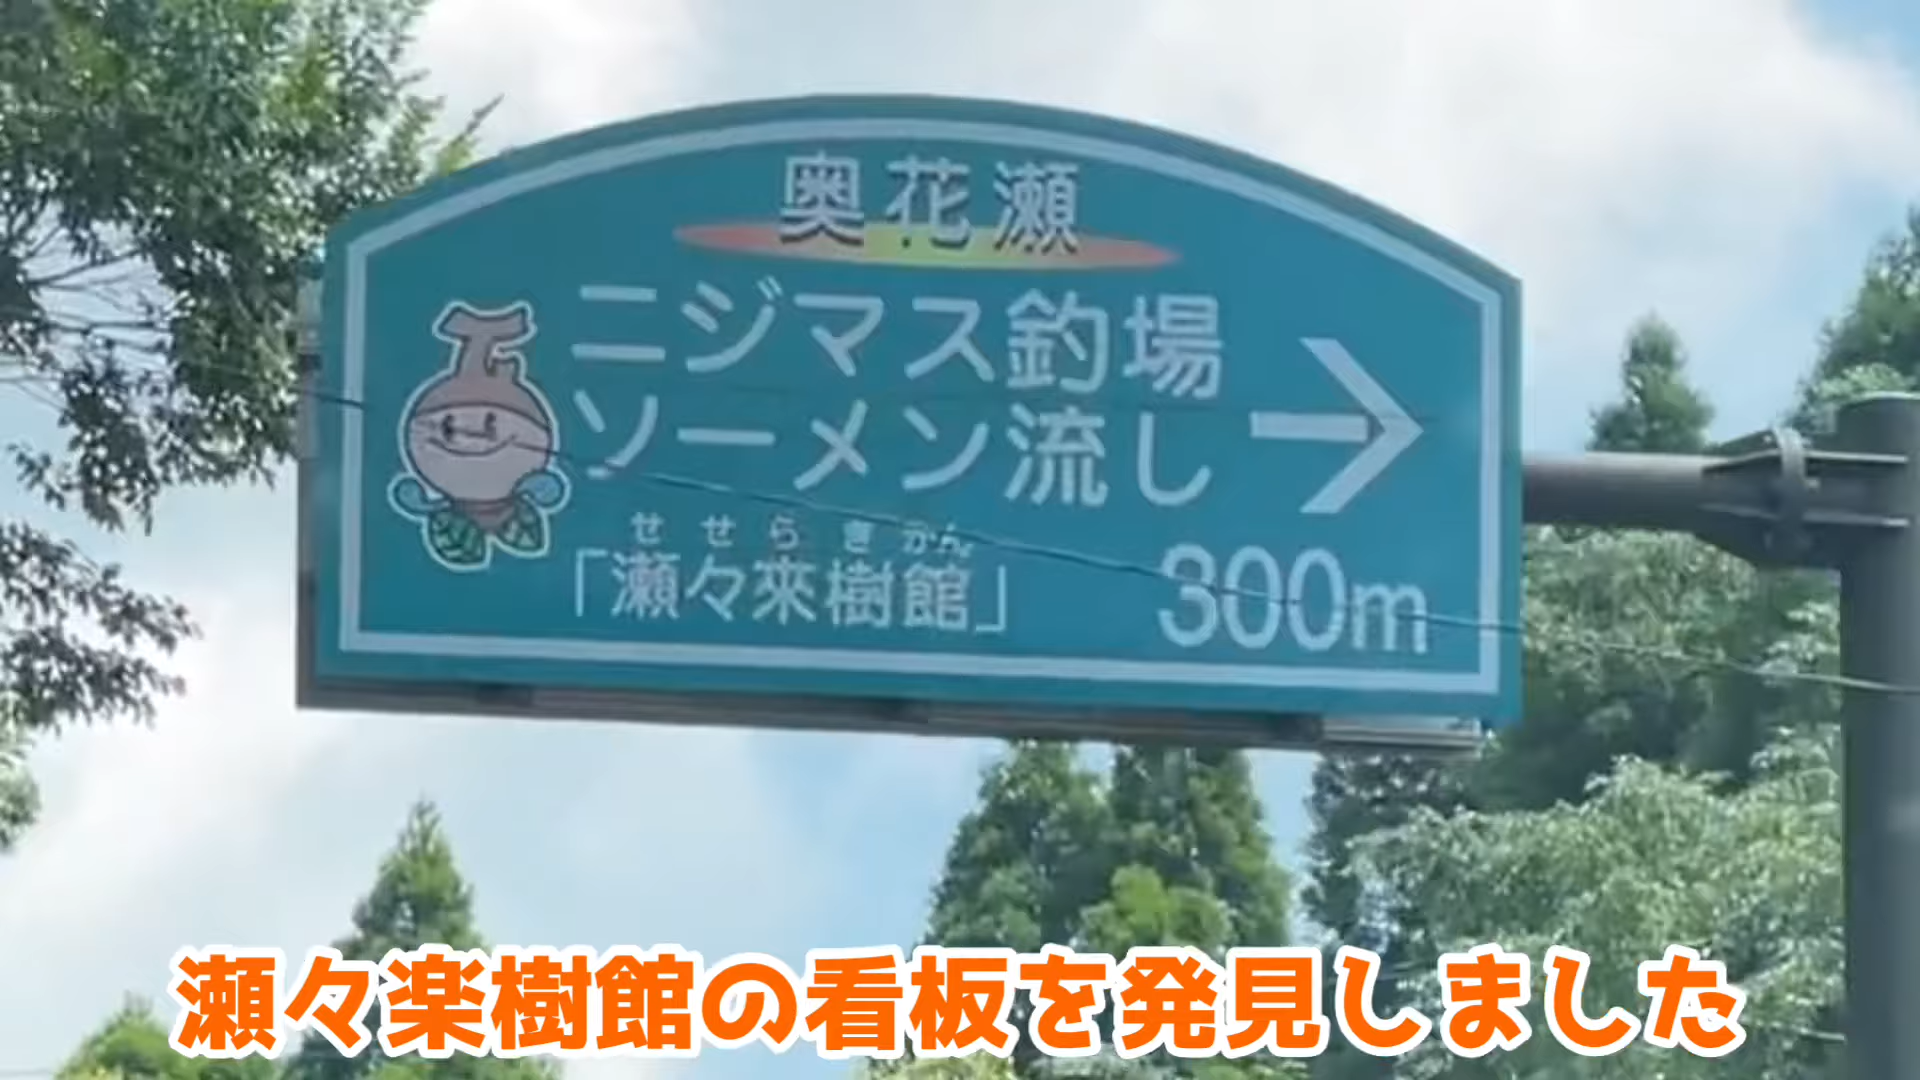 奥花瀬
ニジマス釣場
ソーメン流し
せせらぎかん
「瀬々来樹館」 300m
瀬々楽樹館の看板を発見しました